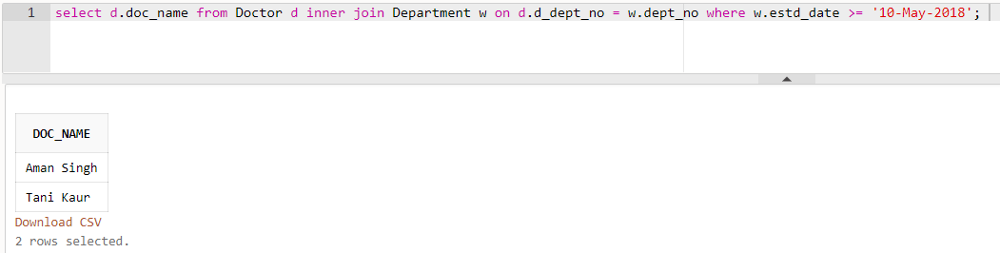 1 select d.doc_name from Doctor d inner join Department w on d.d_dept_no = w.dept_no where w.estd_date >= '10-May-2018';
DOC_NAME
Aman Singh
Tani Kaur
Download CSV
2 rows selected.